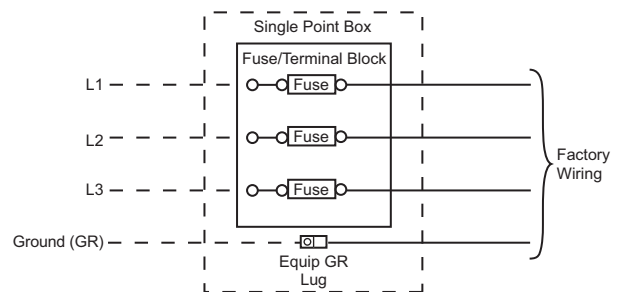 Single Point Box
Fuse/Terminal Block
L1
Fuse
L2
Fuse
L3
Fuse
Factory
Wiring
Ground (GR)
Equip GR
Lug